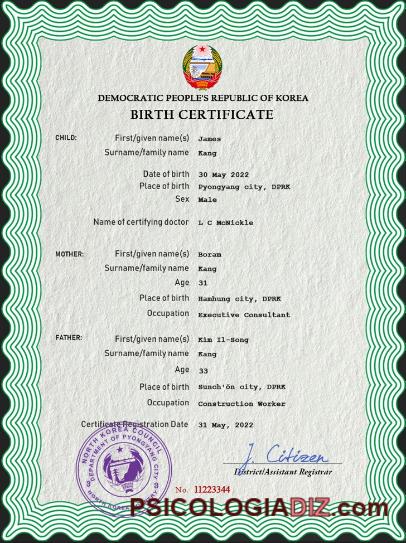 DEMOCRATIC PEOPLE'S REPUBLIC OF KOREA
BIRTH CERTIFICATE
CHILD: First/given name(s) James
Surname/family name Kang
Date of birth 30 May 2022
Place of birth Pyongyang city, DPRK
Sex Male
Name of certifying doctor L C McNickle
MOTHER: First/given name(s) Boram
Surname/family name Kang
Age 31
Place of birth Hamhung city, DPRK
Occupation Executive Consultant
FATHER: First/given name(s) Kim Il-Song
Surname/family name Kang
Age 33
Place of birth Sunch'ŏn city, DPRK
Occupation Construction Worker
Certificate Registration Date 31 May, 2022
NORTH KOREA COUNCIL
DEPARTMENT OF PYONGYANG CITY
J. Citizen
District/Assistant Registrar
No. 11223344
PSICOLOGIADIZ.com